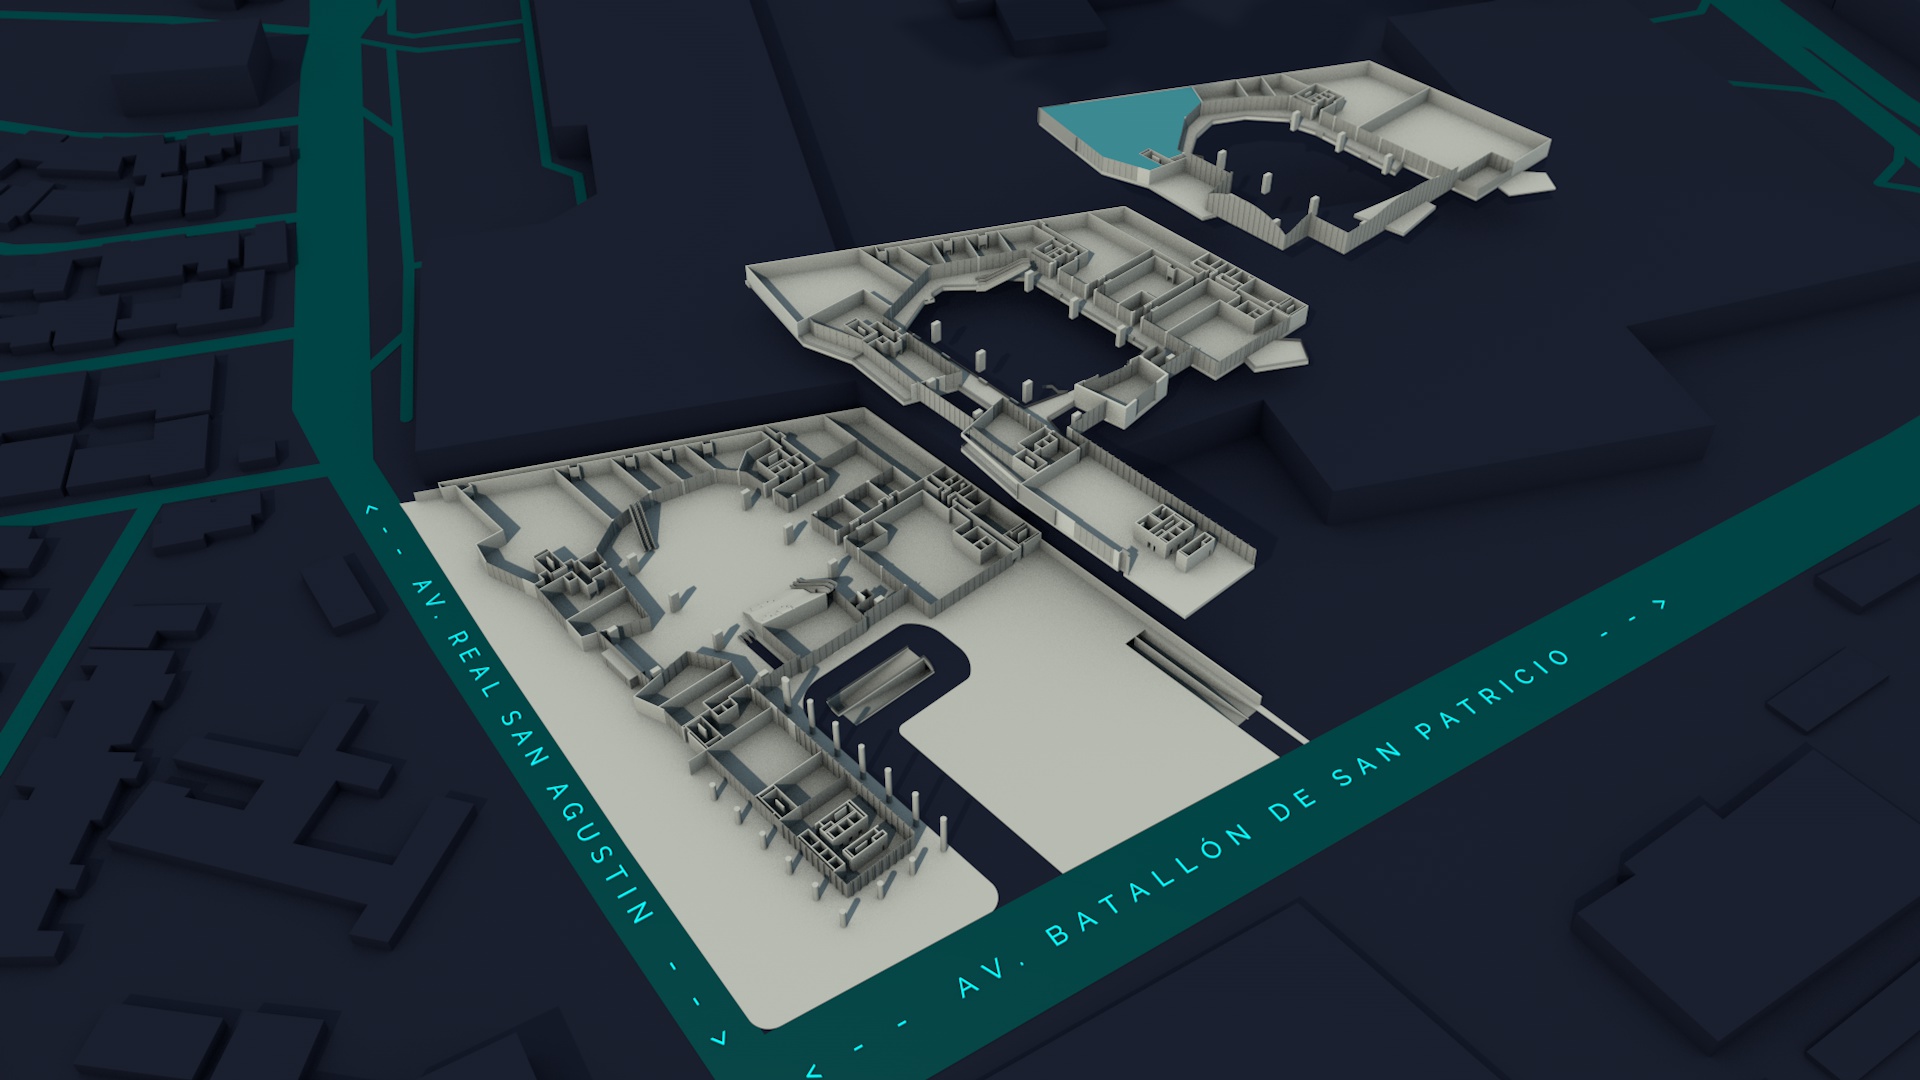 < - - AV. REAL SAN AGUSTIN - - >
< - - AV. BATALLÓN DE SAN PATRICIO - - >